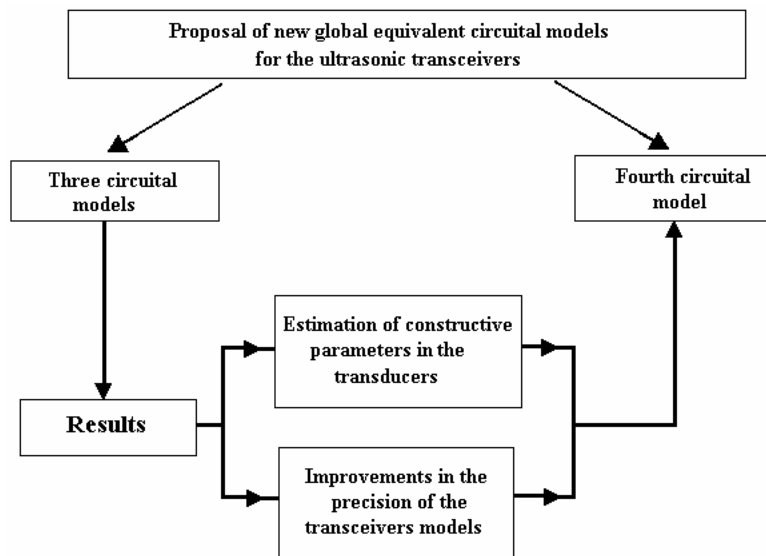 Proposal of new global equivalent circuital models
for the ultrasonic transceivers
Three circuital
models
Fourth circuital
model
Estimation of constructive
parameters in the
transducers
Results
Improvements in the
precision of the
transceivers models